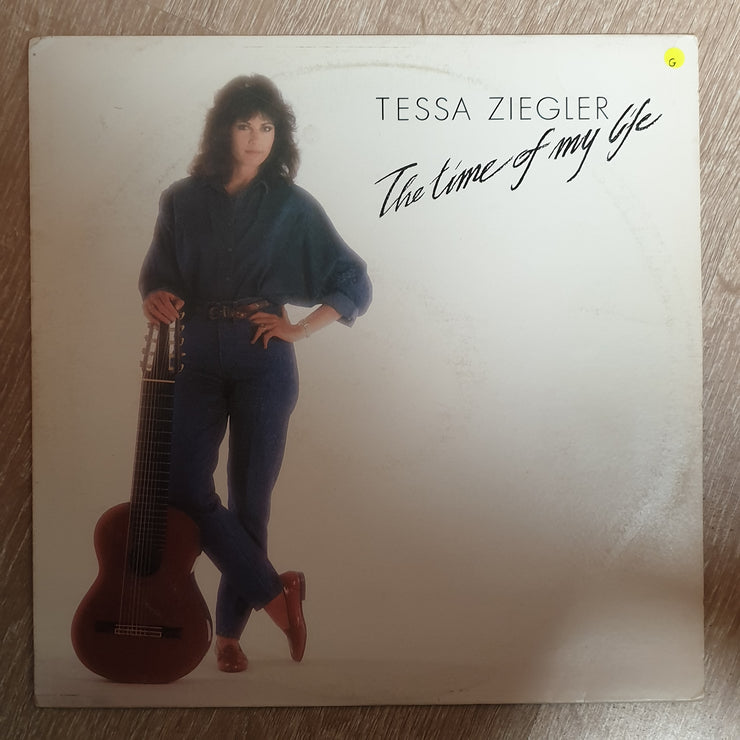 G
TESSA ZIEGLER
The time of my life